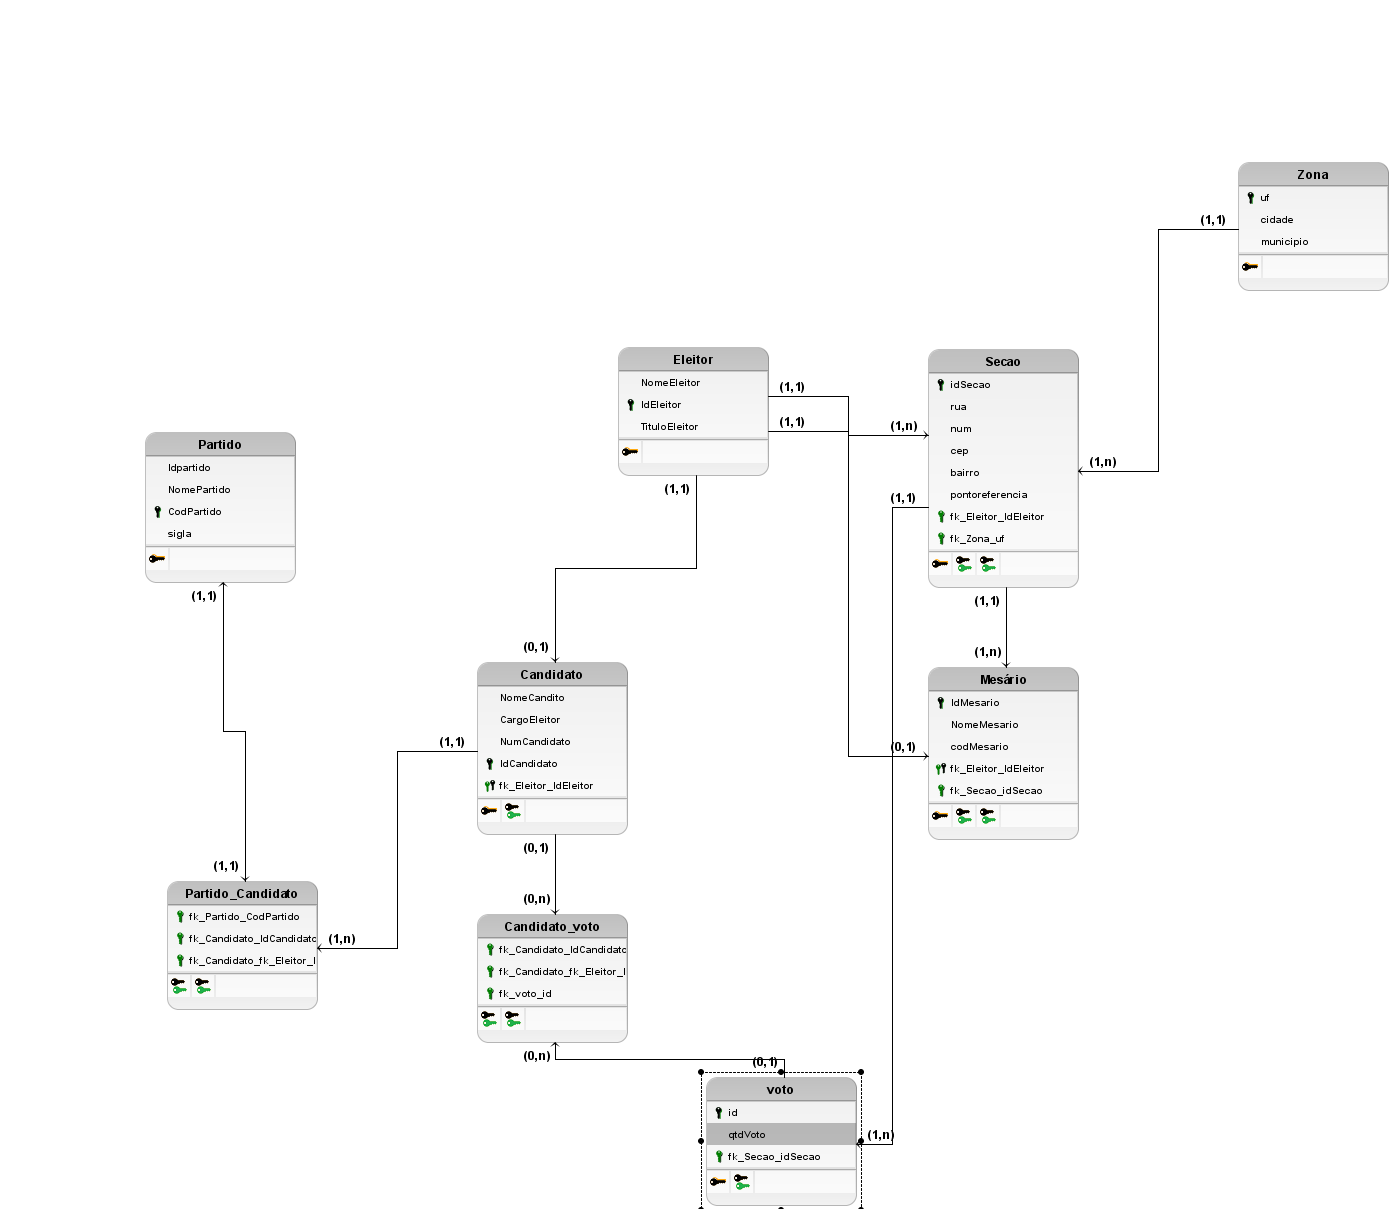 Zona
uf
cidade
municipio
(1,1)
(1,n)
Eleitor
NomeEleitor
IdEleitor
TituloEleitor
(1,1)
(1,1)
(1,n)
(1,1)
Secao
idSecao
rua
num
cep
bairro
pontoreferencia
fk_Eleitor_IdEleitor
fk_Zona_uf
(1,1)
(1,1)
(1,n)
Partido
Idpartido
NomePartido
CodPartido
sigla
(1,1)
(1,1)
(0,1)
Candidato
NomeCandito
CargoEleitor
NumCandidato
IdCandidato
fk_Eleitor_IdEleitor
(1,1)
(0,1)
(0,n)
Mesário
IdMesario
NomeMesario
codMesario
fk_Eleitor_IdEleitor
fk_Secao_idSecao
(0,1)
Partido_Candidato
fk_Partido_CodPartido
fk_Candidato_IdCandidato
fk_Candidato_fk_Eleitor_I
(1,n)
Candidato_voto
fk_Candidato_IdCandidato
fk_Candidato_fk_Eleitor_I
fk_voto_id
(0,n)
(0,1)
voto
id
qtdVoto
fk_Secao_idSecao
(1,n)